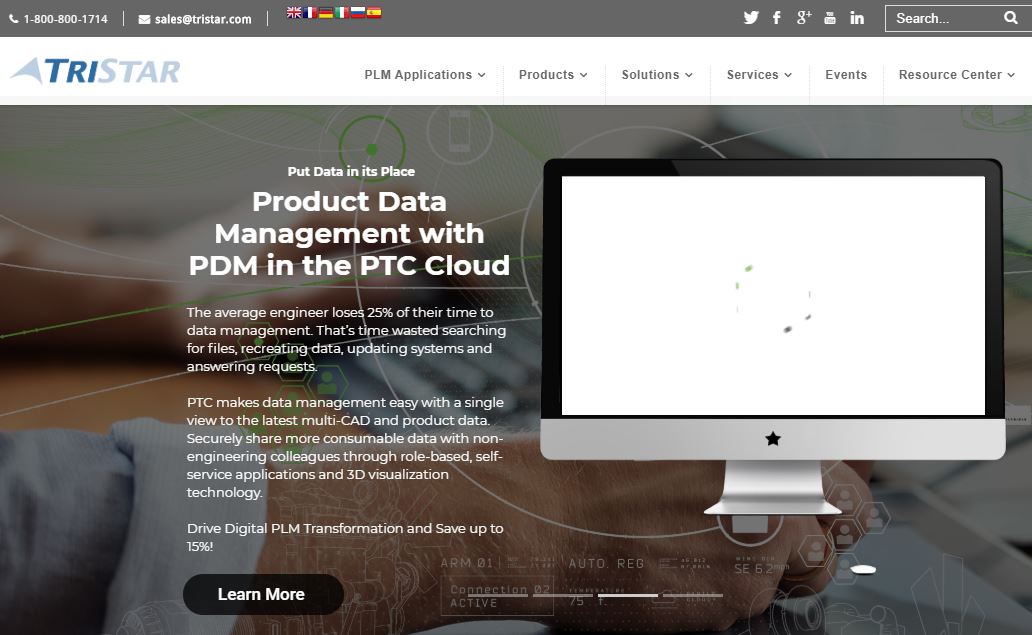 1-800-800-1714
sales@tristar.com
Search...
TRISTAR
PLM Applications
Products
Solutions
Services
Events
Resource Center
Put Data in its Place
Product Data
Management with
PDM in the PTC Cloud
The average engineer loses 25% of their time to
data management. That's time wasted searching
for files, recreating data, updating systems and
answering requests.
PTC makes data management easy with a single
view to the latest multi-CAD and product data.
Securely share more consumable data with non-
engineering colleagues through role-based, self-
service applications and 3D visualization
technology.
Drive Digital PLM Transformation and Save up to
15%!
Learn More
ARM 01
AUTO. REG
SE 6.2
Connection 02
ACTIVE
TEMPERATURE
75 f